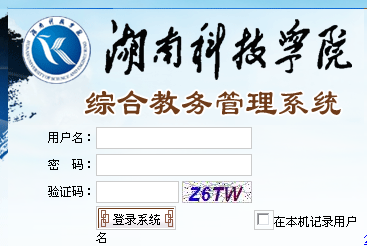 湖南科技学院
综合教务管理系统
用户名：
密 码：
验证码： Z6TW
登录系统 在本机记录用户
名